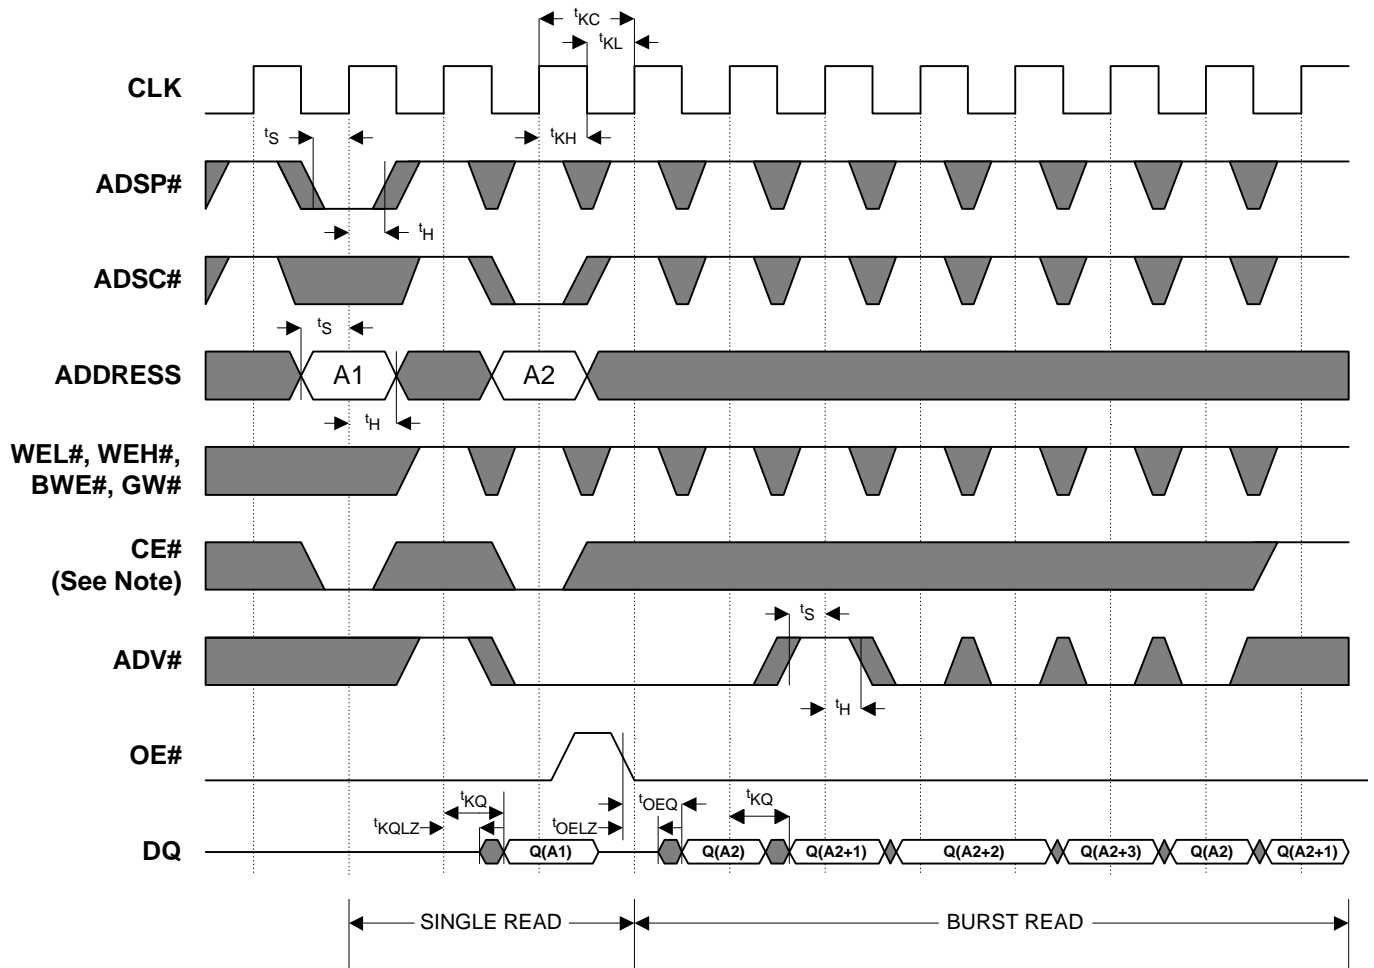 tKC
tKL
CLK
tS
tKH
ADSP#
tH
ADSC#
tS
ADDRESS
A1
A2
tH
WEL#, WEH#,
BWE#, GW#
CE#
(See Note)
tS
ADV#
tH
OE#
tKQ
tOEQ
tKQ
tKQLZ
tOELZ
DQ
Q(A1)
Q(A2)
Q(A2+1)
Q(A2+2)
Q(A2+3)
Q(A2)
Q(A2+1)
SINGLE READ
BURST READ